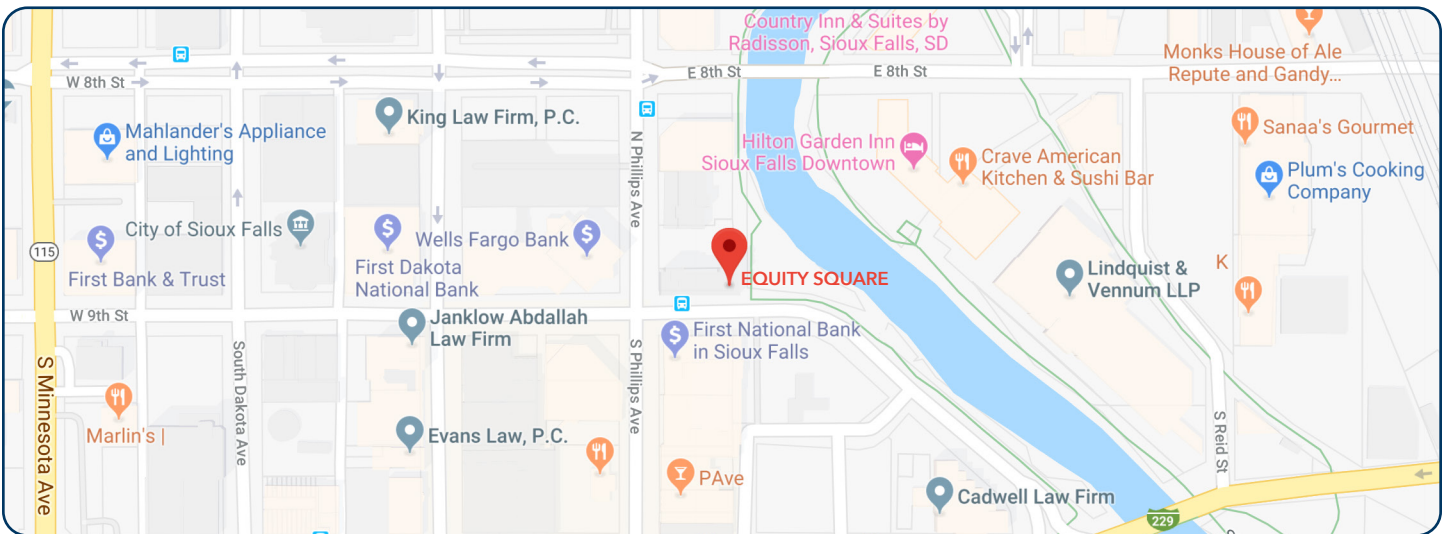 Country Inn & Suites by
Radisson, Sioux Falls, SD
Monks House of Ale
Repute and Gandy...
W 8th St
E 8th St
E 8th St
King Law Firm, P.C.
Mahlander's Appliance
and Lighting
N Phillips Ave
Hilton Garden Inn
Sioux Falls Downtown
Crave American
Kitchen & Sushi Bar
Sanaa's Gourmet
Plum's Cooking
Company
115
City of Sioux Falls
First Bank & Trust
Wells Fargo Bank
First Dakota
National Bank
EQUITY SQUARE
Lindquist &
Vennum LLP
K
W 9th St
Janklow Abdallah
Law Firm
First National Bank
in Sioux Falls
S Minnesota Ave
South Dakota Ave
S Phillips Ave
Marlin's |
Evans Law, P.C.
PAve
Cadwell Law Firm
S Reid St
229